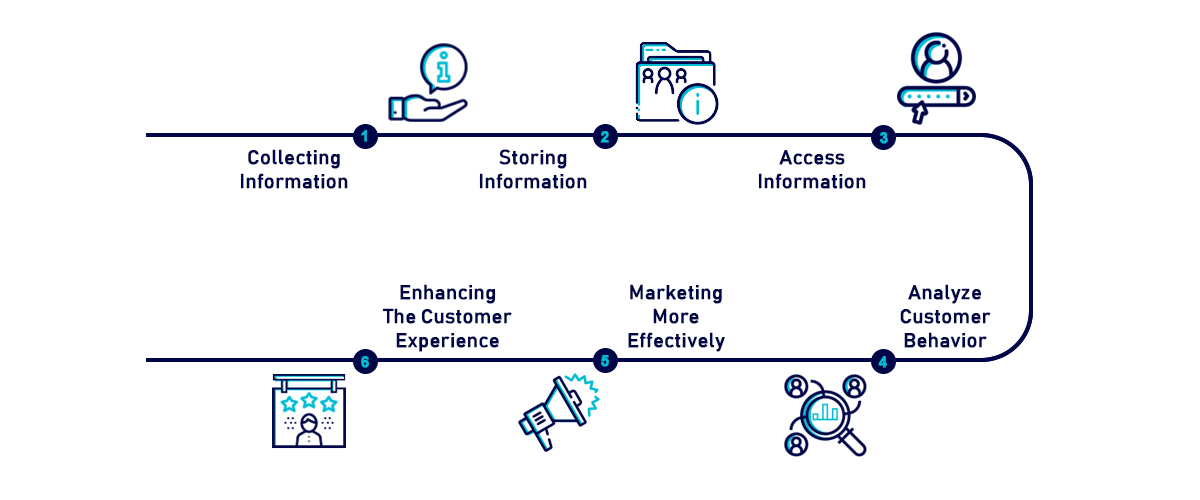 1
Collecting
Information
2
Storing
Information
3
Access
Information
4
Analyze
Customer
Behavior
5
Marketing
More
Effectively
6
Enhancing
The Customer
Experience